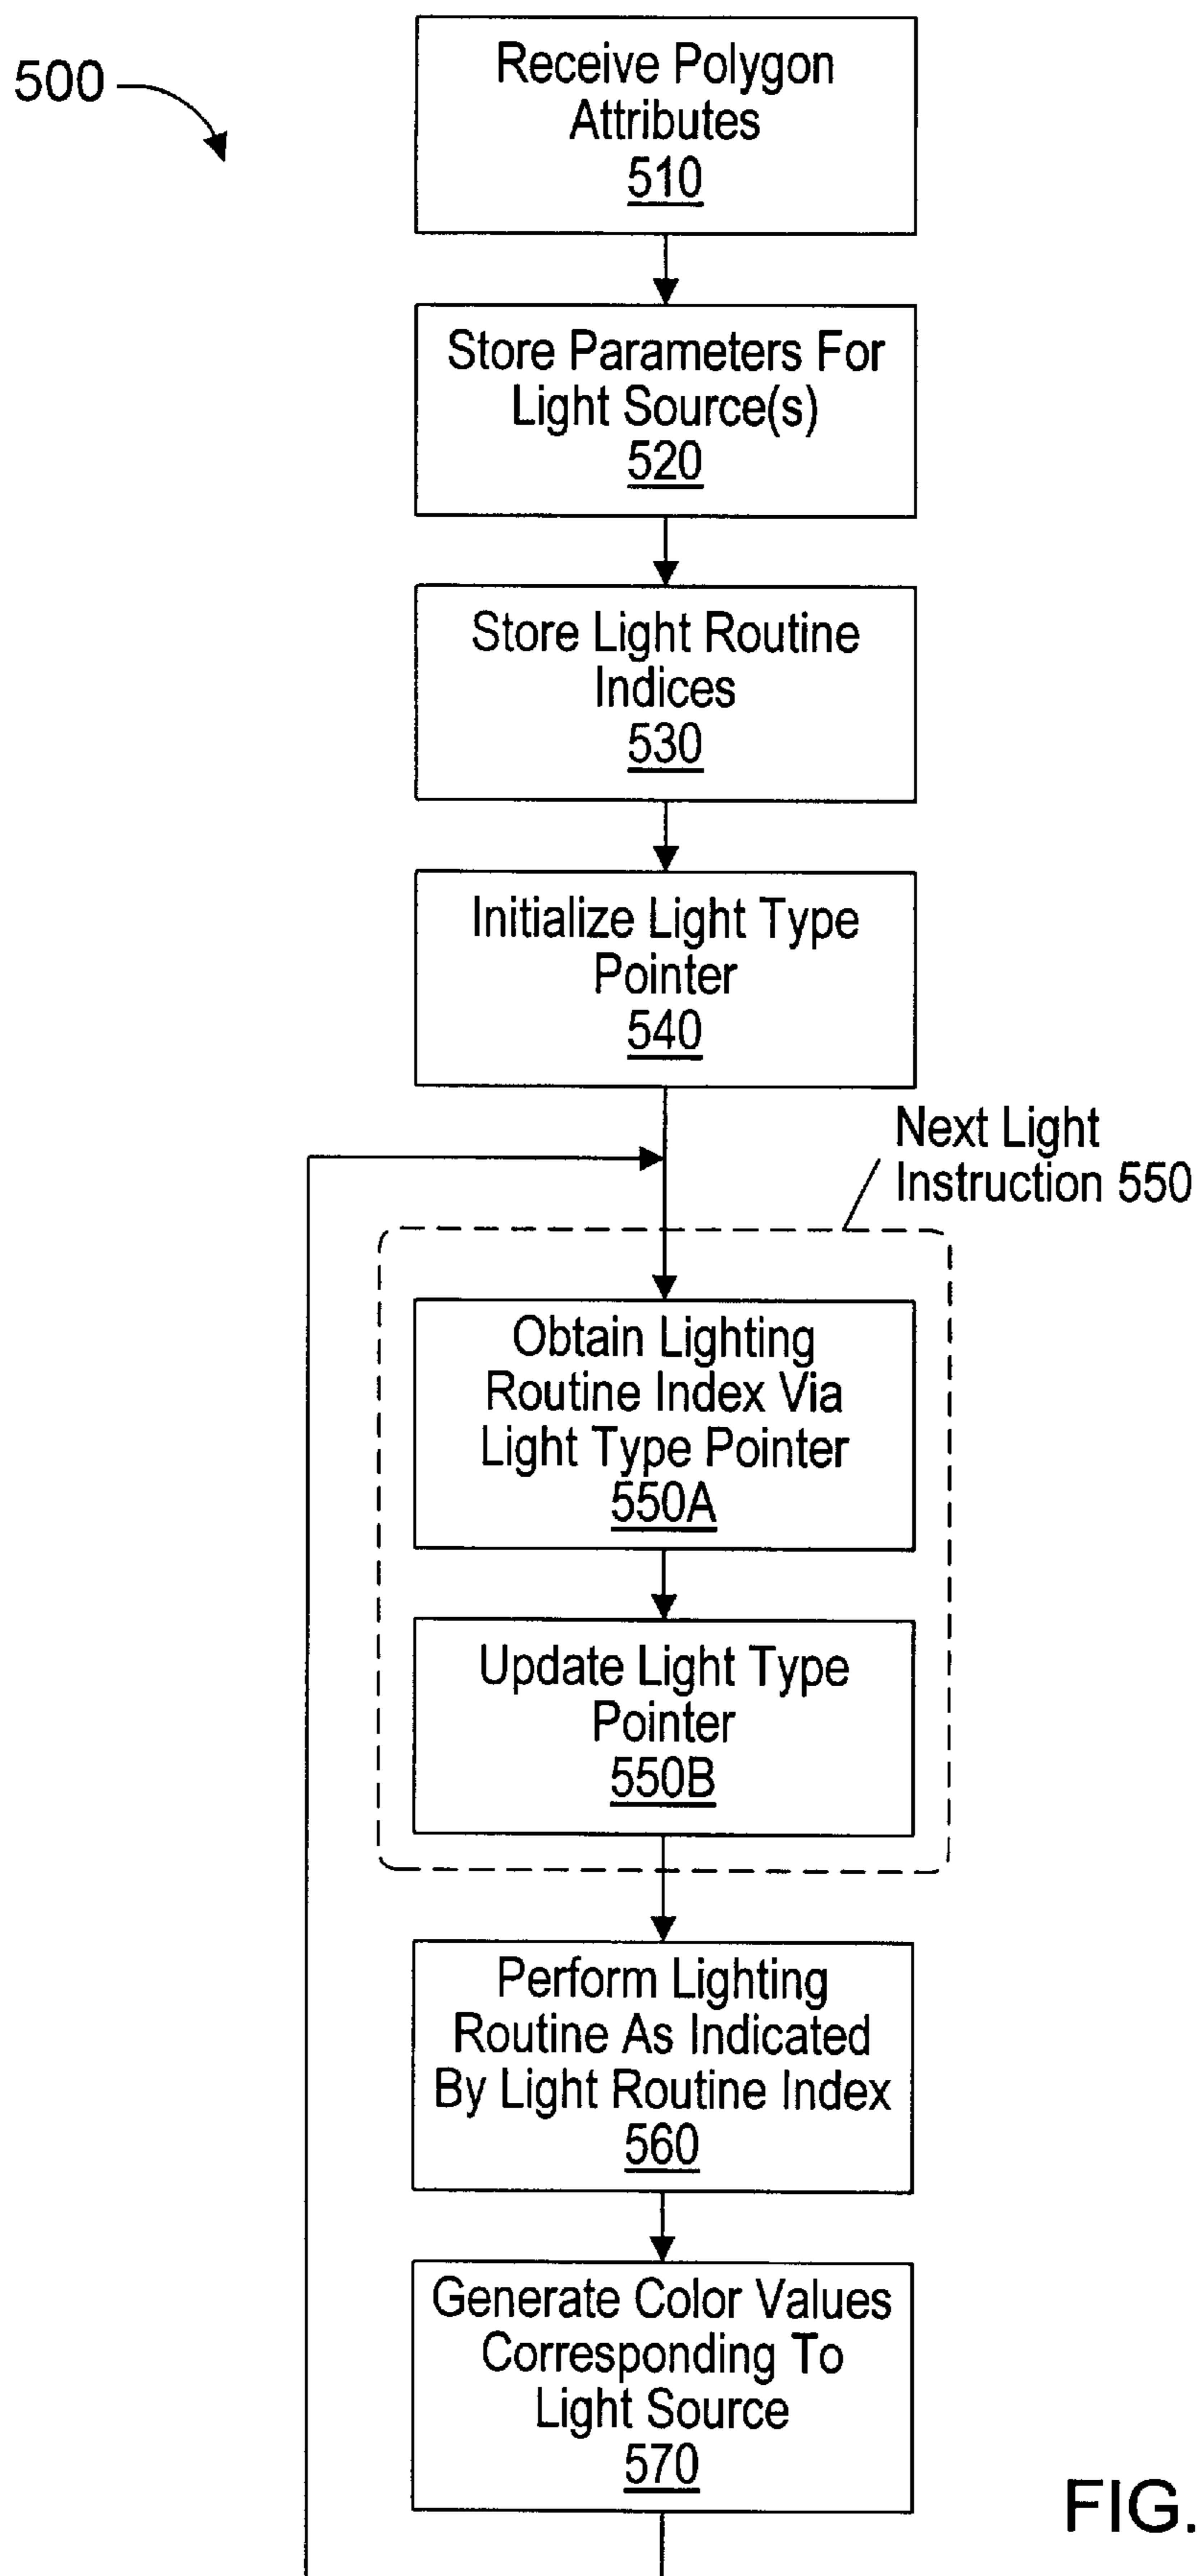 500
Receive Polygon
Attributes
510
Store Parameters For
Light Source(s)
520
Store Light Routine
Indices
530
Initialize Light Type
Pointer
540
Next Light
Instruction 550
Obtain Lighting
Routine Index Via
Light Type Pointer
550A
Update Light Type
Pointer
550B
Perform Lighting
Routine As Indicated
By Light Routine Index
560
Generate Color Values
Corresponding To
Light Source
570
FIG.